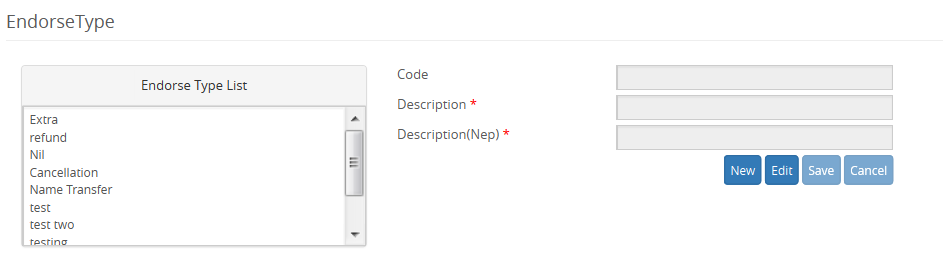 EndorseType
Endorse Type List
Extra
refund
Nil
Cancellation
Name Transfer
test
test two
testing
Code
Description *
Description(Nep) *
New Edit Save Cancel